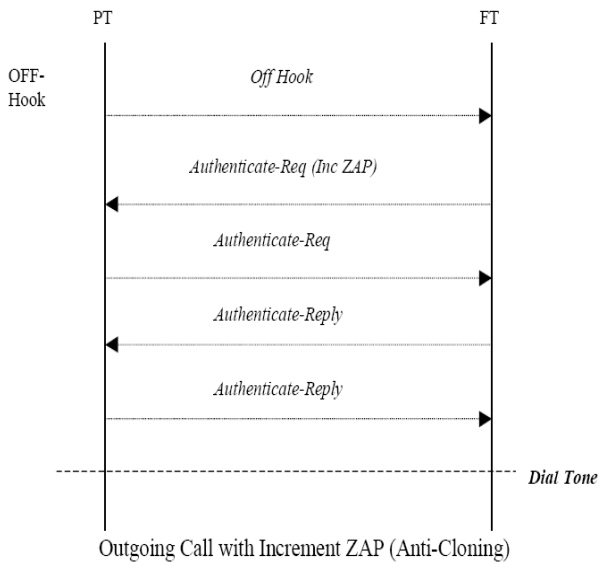 PT
FT
OFF-
Hook
Off Hook
Authenticate-Req (Inc ZAP)
Authenticate-Req
Authenticate-Reply
Authenticate-Reply
Dial Tone
Outgoing Call with Increment ZAP (Anti-Cloning)